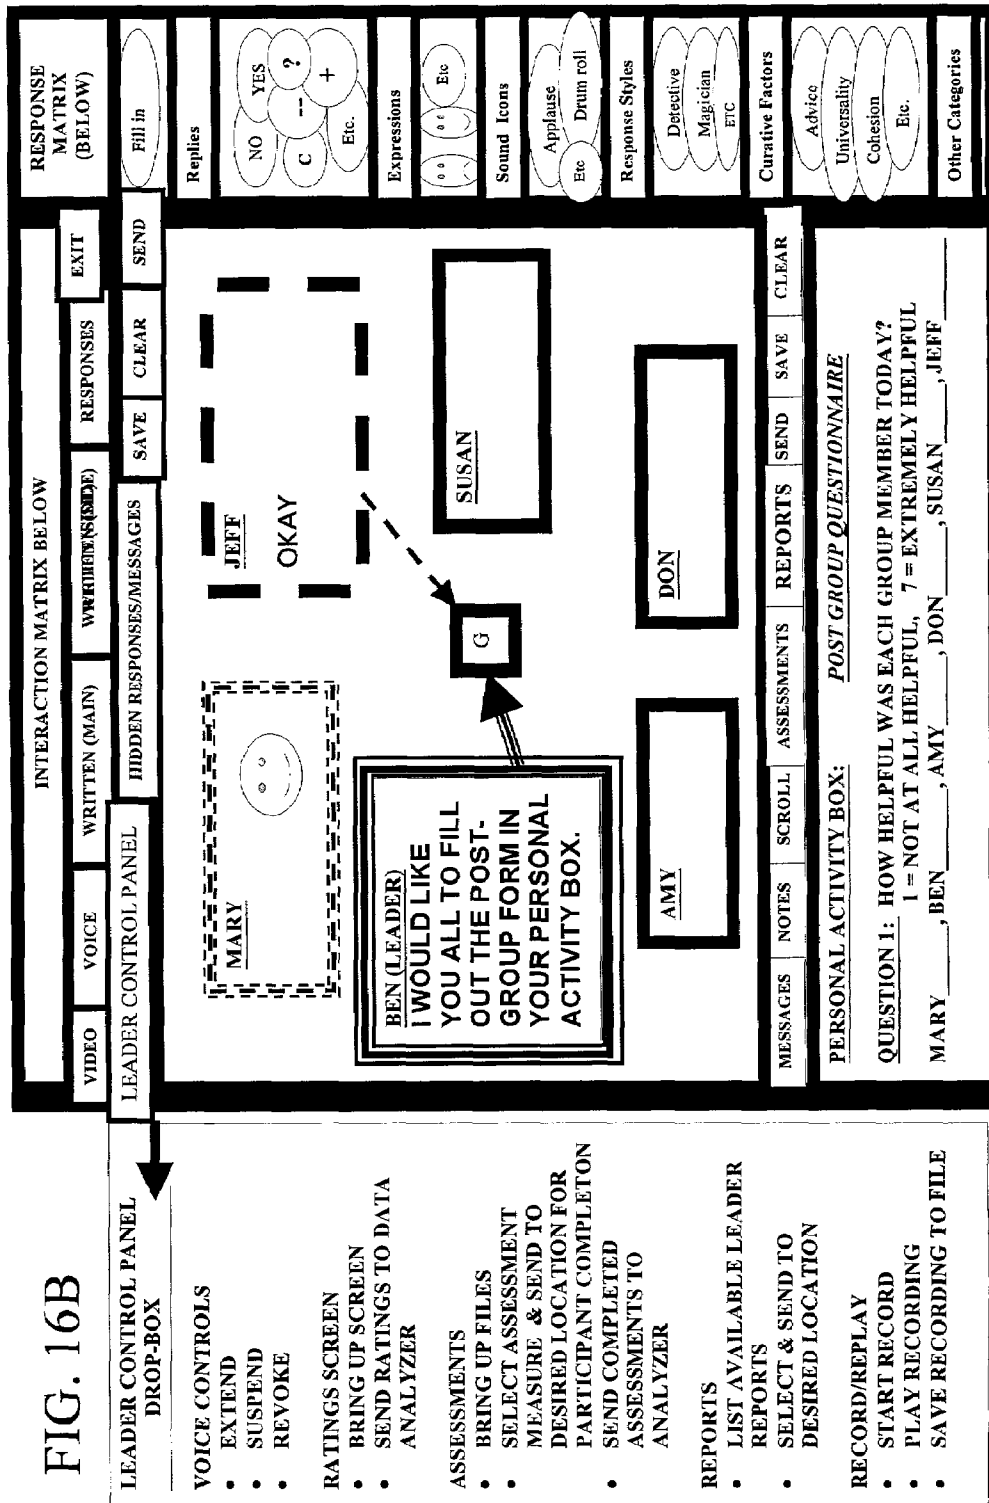 FIG. 16B
LEADER CONTROL PANEL
DROP-BOX
VOICE CONTROLS
• EXTEND
• SUSPEND
• REVOKE
RATINGS SCREEN
• BRING UP SCREEN
• SEND RATINGS TO DATA
ANALYZER
ASSESSMENTS
• BRING UP FILES
• SELECT ASSESSMENT
MEASURE & SEND TO
DESIRED LOCATION FOR
PARTICIPANT COMPLETON
• SEND COMPLETED
ASSESSMENTS TO
ANALYZER
REPORTS
• LIST AVAILABLE LEADER
REPORTS
• SELECT & SEND TO
DESIRED LOCATION
RECORD/REPLAY
• START RECORD
• PLAY RECORDING
• SAVE RECORDING TO FILE
INTERACTION MATRIX BELOW
VIDEO
VOICE
WRITTEN (MAIN)
WRITTEN (SIDE)
RESPONSES
EXIT
LEADER CONTROL PANEL
HIDDEN RESPONSES/MESSAGES
SAVE
CLEAR
SEND
MARY
JEFF
OKAY
BEN (LEADER)
I WOULD LIKE
YOU ALL TO FILL
OUT THE POST-
GROUP FORM IN
YOUR PERSONAL
ACTIVITY BOX.
G
SUSAN
AMY
DON
MESSAGES
NOTES
SCROLL
ASSESSMENTS
REPORTS
SEND
SAVE
CLEAR
PERSONAL ACTIVITY BOX: POST GROUP QUESTIONNAIRE
QUESTION 1: HOW HELPFUL WAS EACH GROUP MEMBER TODAY?
1 = NOT AT ALL HELPFUL, 7 = EXTREMELY HELPFUL
MARY_____, BEN_____, AMY_____, DON_____, SUSAN_____, JEFF_____
RESPONSE
MATRIX
(BELOW)
Fill in
Replies
NO
YES
C
--
?
Etc.
+
Expressions
Etc
Sound Icons
Applause
Etc
Drum roll
Response Styles
Detective
Magician
ETC
Curative Factors
Advice
Universality
Cohesion
Etc.
Other Categories